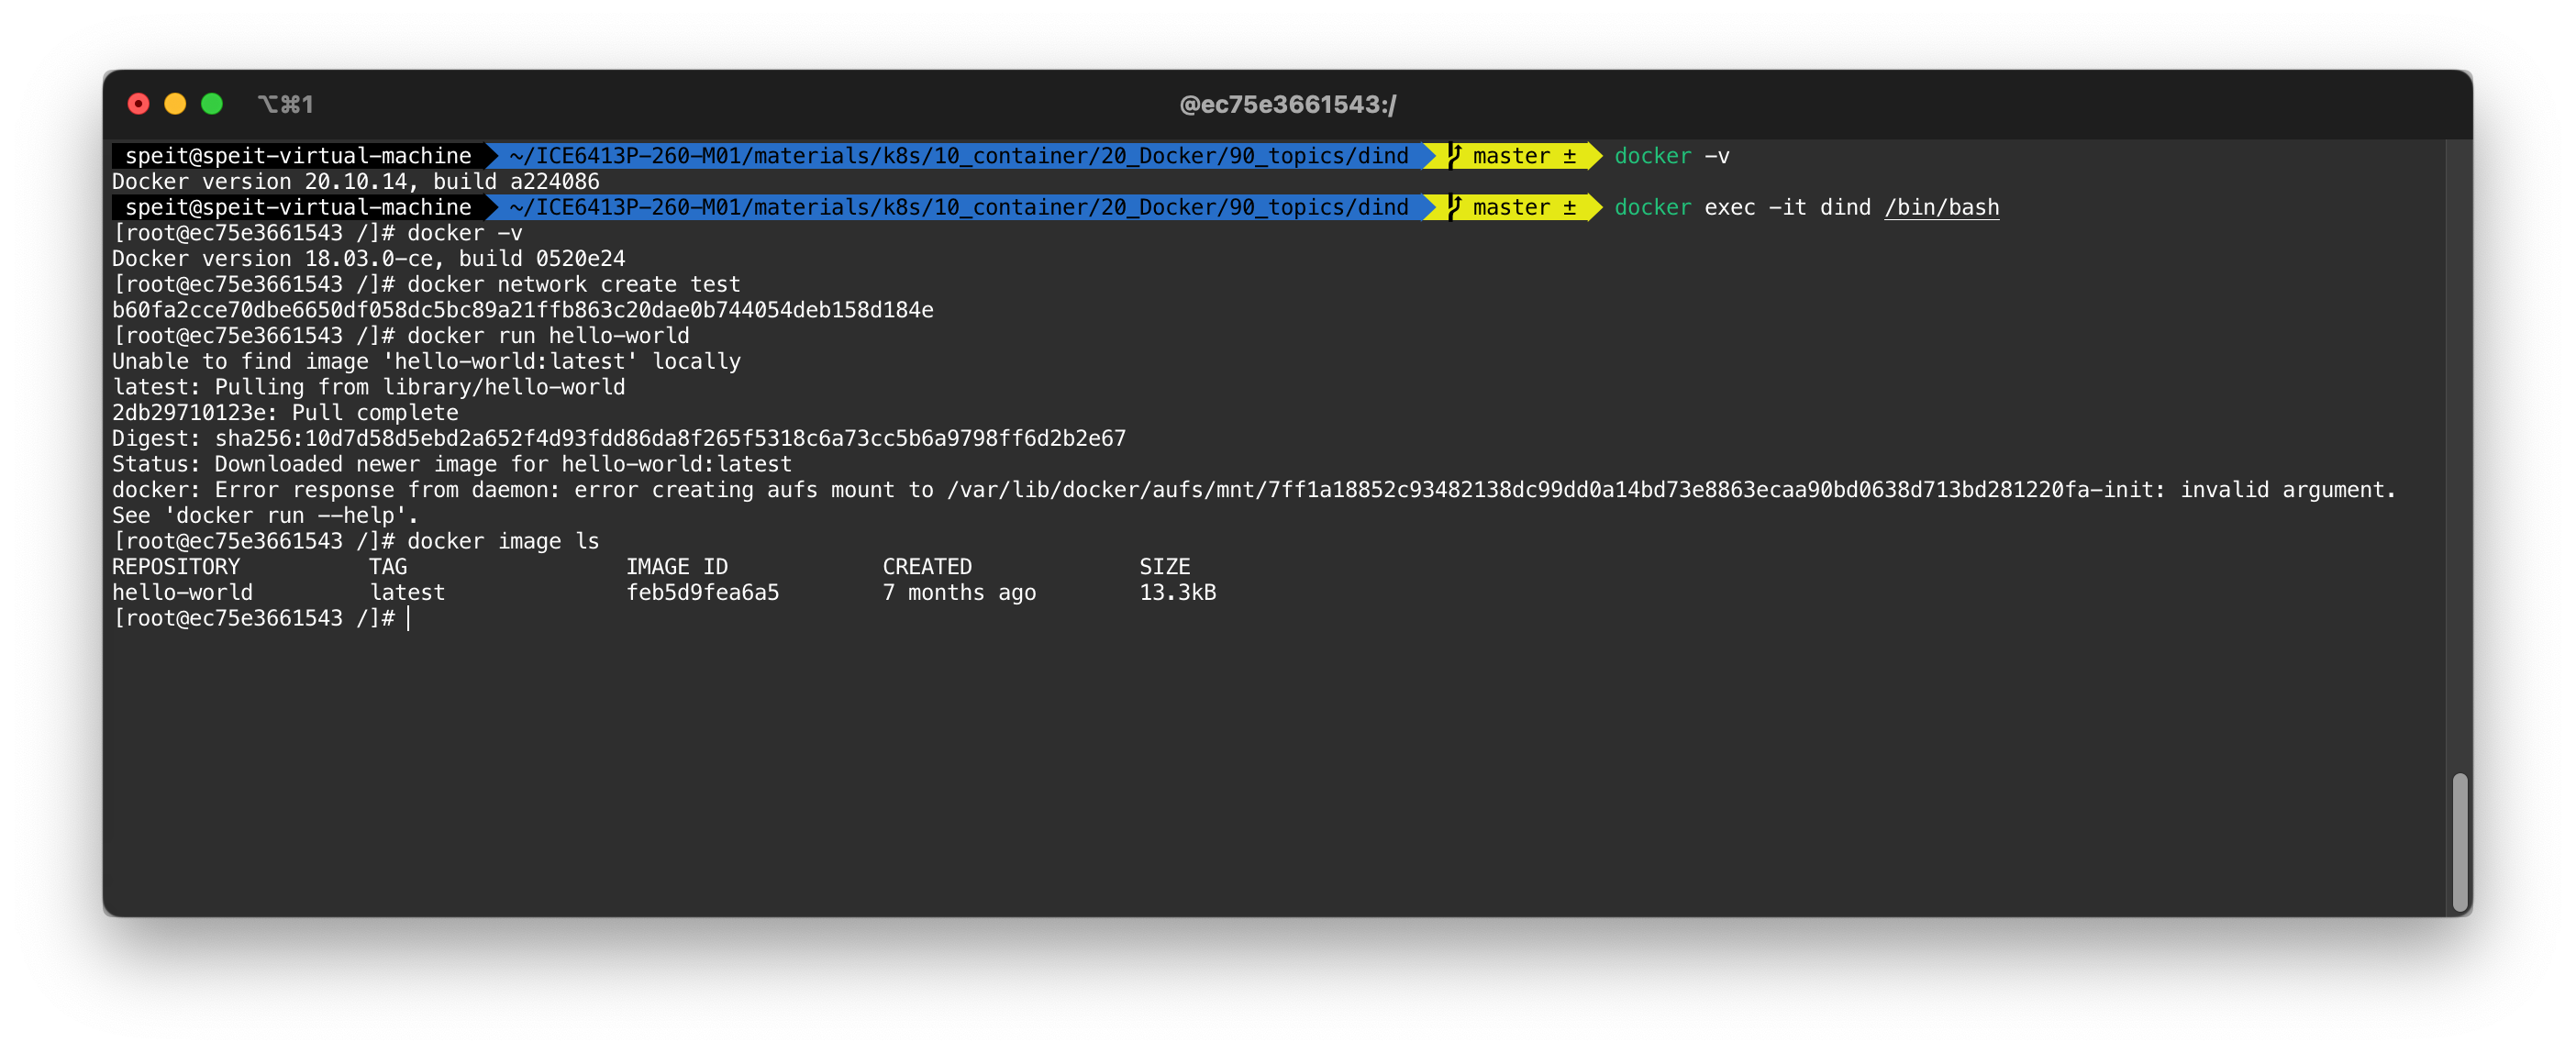 ⌥⌘1
@ec75e3661543:/
speit@speit-virtual-machine ~/ICE6413P-260-M01/materials/k8s/10_container/20_Docker/90_topics/dind master ± docker -v
Docker version 20.10.14, build a224086
speit@speit-virtual-machine ~/ICE6413P-260-M01/materials/k8s/10_container/20_Docker/90_topics/dind master ± docker exec -it dind /bin/bash
[root@ec75e3661543 /]# docker -v
Docker version 18.03.0-ce, build 0520e24
[root@ec75e3661543 /]# docker network create test
b60fa2cce70dbe6650df058dc5bc89a21ffb863c20dae0b744054deb158d184e
[root@ec75e3661543 /]# docker run hello-world
Unable to find image 'hello-world:latest' locally
latest: Pulling from library/hello-world
2db29710123e: Pull complete
Digest: sha256:10d7d58d5ebd2a652f4d93fdd86da8f265f5318c6a73cc5b6a9798ff6d2b2e67
Status: Downloaded newer image for hello-world:latest
docker: Error response from daemon: error creating aufs mount to /var/lib/docker/aufs/mnt/7ff1a18852c93482138dc99dd0a14bd73e8863ecaa90bd0638d713bd281220fa-init: invalid argument.
See 'docker run --help'.
[root@ec75e3661543 /]# docker image ls
REPOSITORY TAG IMAGE ID CREATED SIZE
hello-world latest feb5d9fea6a5 7 months ago 13.3kB
[root@ec75e3661543 /]#